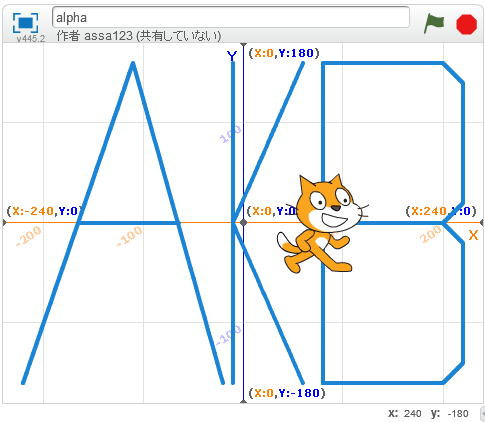 alpha
v445.2
作者 assa123 (共有していない)
Y
(X:0,Y:180)
100
(X:-240,Y:0)
(X:0,Y:0
(X:240,Y:0)
-200
-100
200
X
-100
(X:0,Y:-180)
AKB
x: 240 y: -180